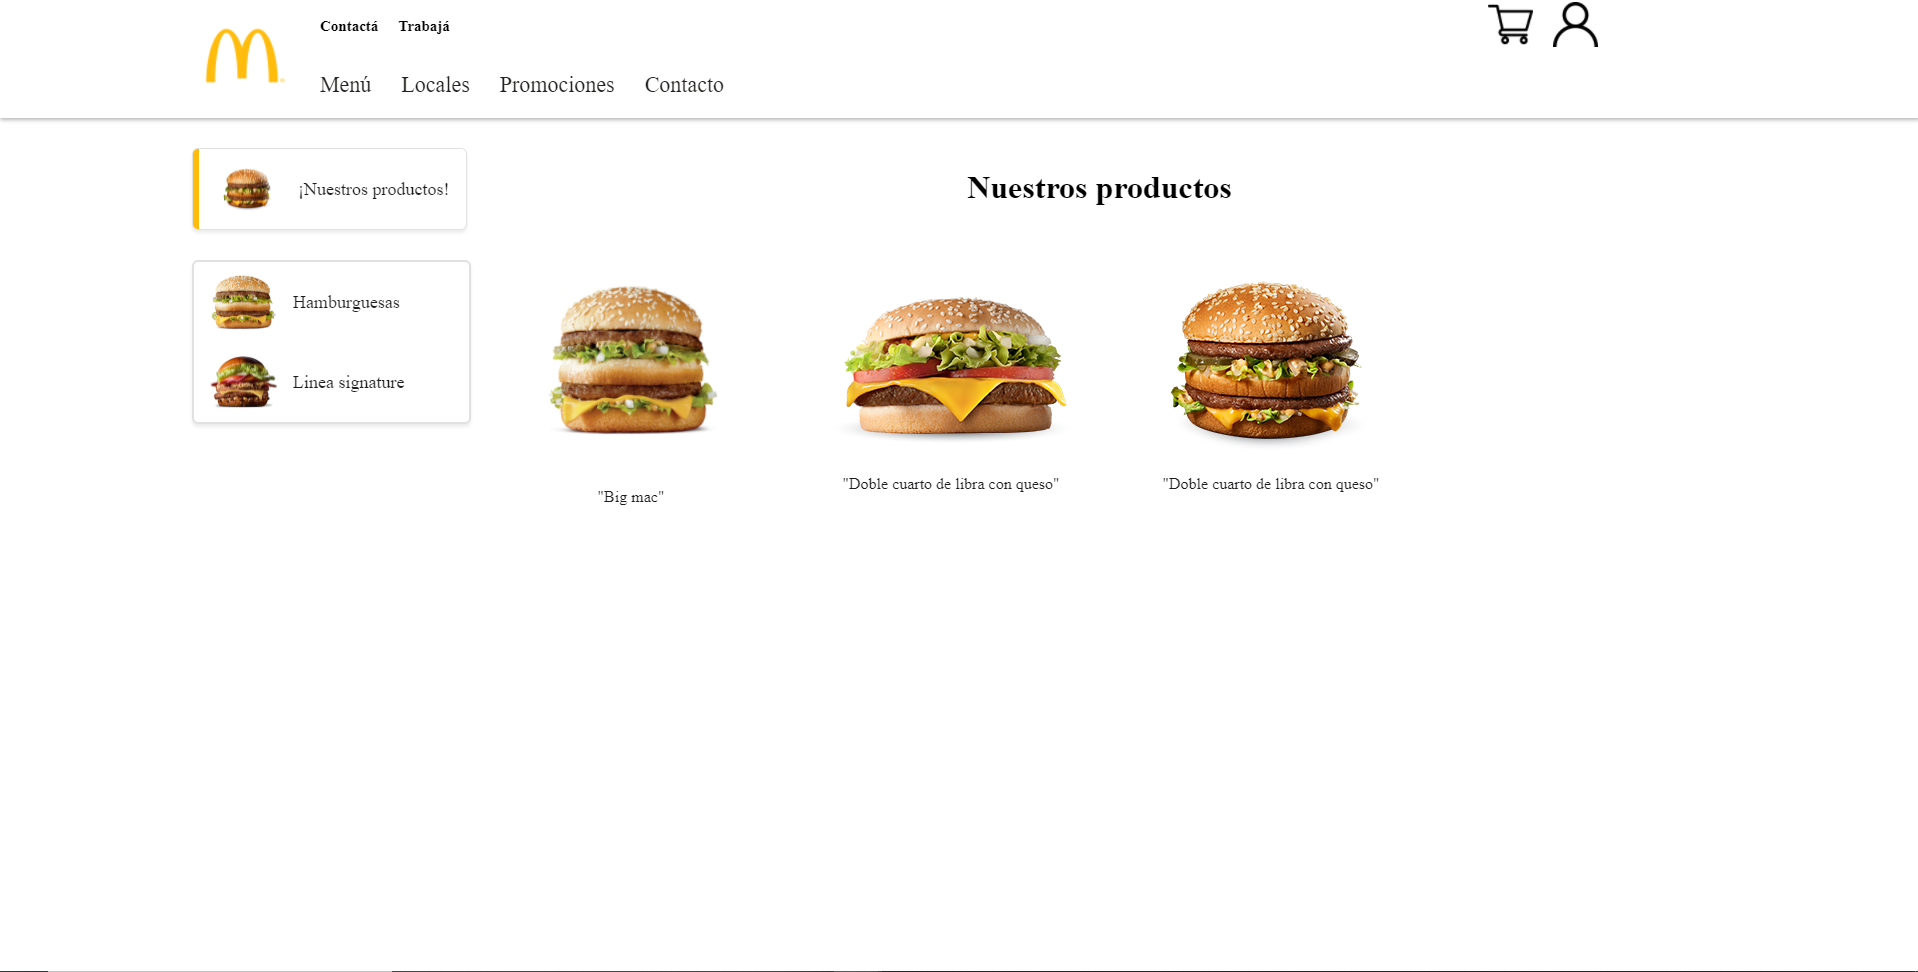 Contactá Trabajá
Menú Locales Promociones Contacto
¡Nuestros productos!
Hamburguesas
Linea signature
Nuestros productos
"Big mac"
"Doble cuarto de libra con queso"
"Doble cuarto de libra con queso"